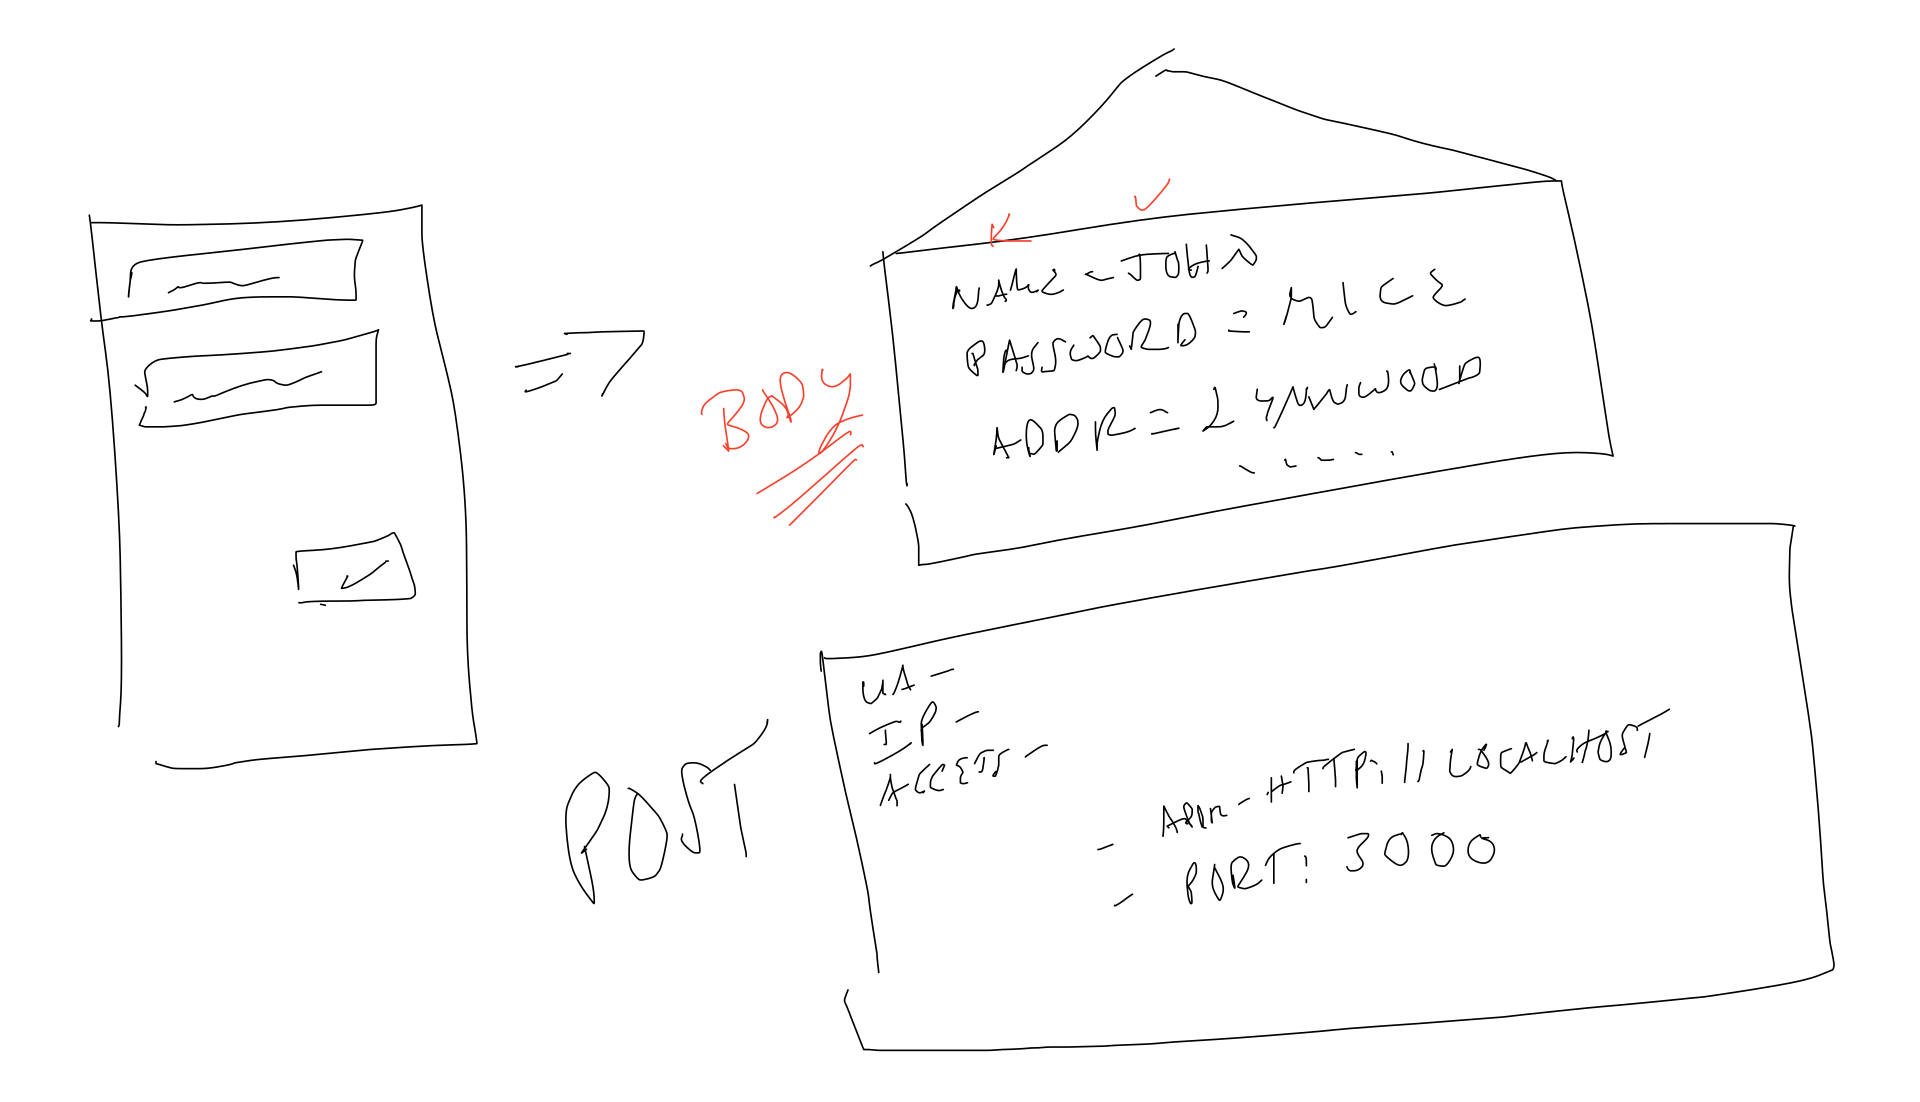 NAME - JOHN
PASSWORD = MICE
ADDR = LYNNWOOD
.....
BODY
UA -
IP -
ACCESS -
- ADDR - HTTP://LOCALHOST
- PORT: 3000
POST